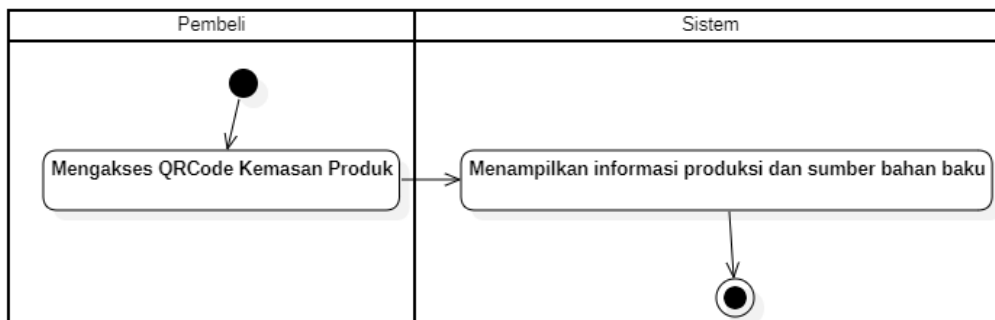 Pembeli
Sistem
Mengakses QRCode Kemasan Produk
Menampilkan informasi produksi dan sumber bahan baku